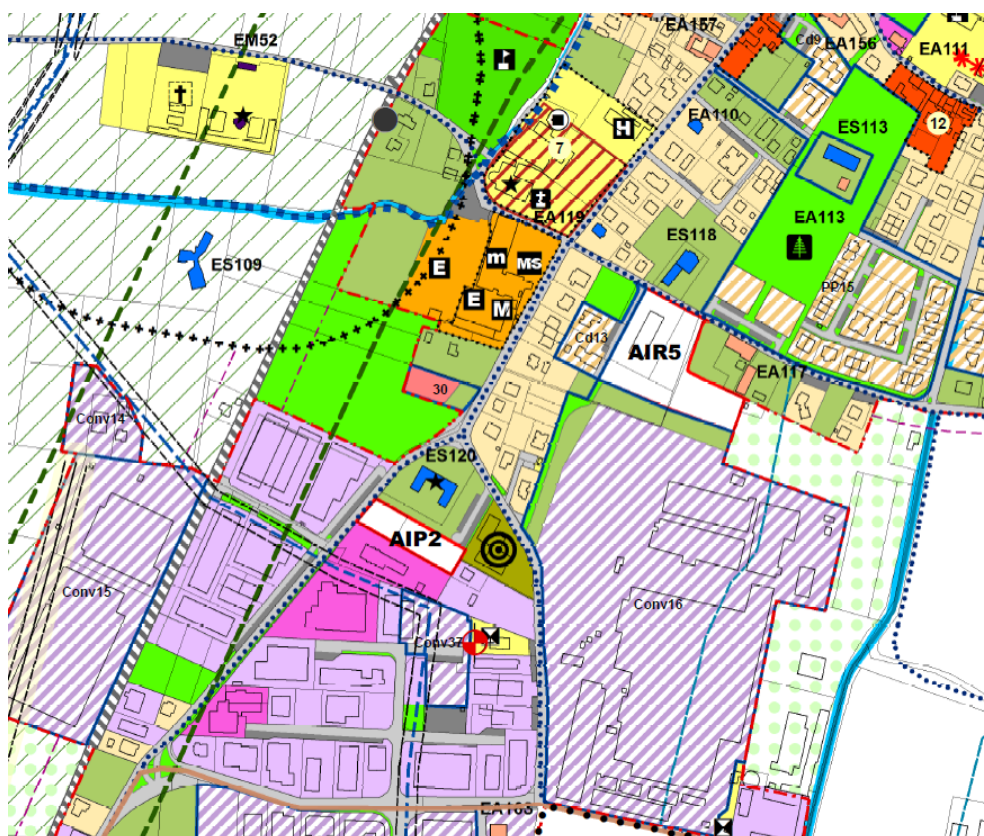 EM52
EA157
Cd9
EA156
EA111
H
7
EA110
ES113
12
EA119
EA113
ES118
ES109
E
m
MS
E
M
PP15
Cd13
AIR5
EA117
30
Conv14
ES120
AIP2
Conv15
Conv16
Conv37